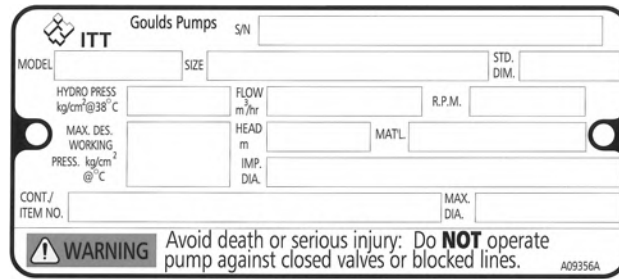 ITT Goulds Pumps S/N
MODEL SIZE STD. DIM.
HYDRO PRESS kg/cm²@38°C FLOW m³/hr R.P.M.
MAX. DES. WORKING PRESS. kg/cm² @°C HEAD m MAT'L.
IMP. DIA.
CONT./ ITEM NO. MAX. DIA.
WARNING Avoid death or serious injury: Do NOT operate
pump against closed valves or blocked lines.
A09356A